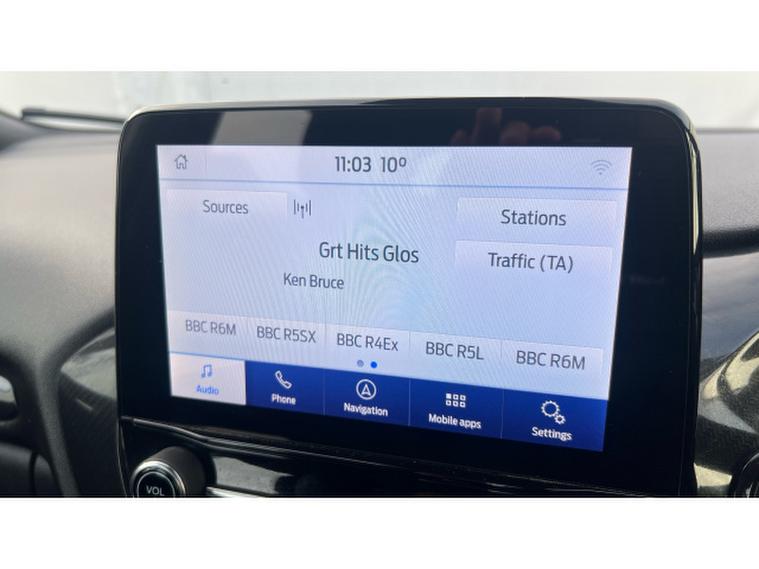 11:03 10°
Sources
Stations
Grt Hits Glos
Traffic (TA)
Ken Bruce
BBC R6M BBC R5SX BBC R4Ex BBC R5L BBC R6M
Audio Phone Navigation Mobile apps Settings
VOL